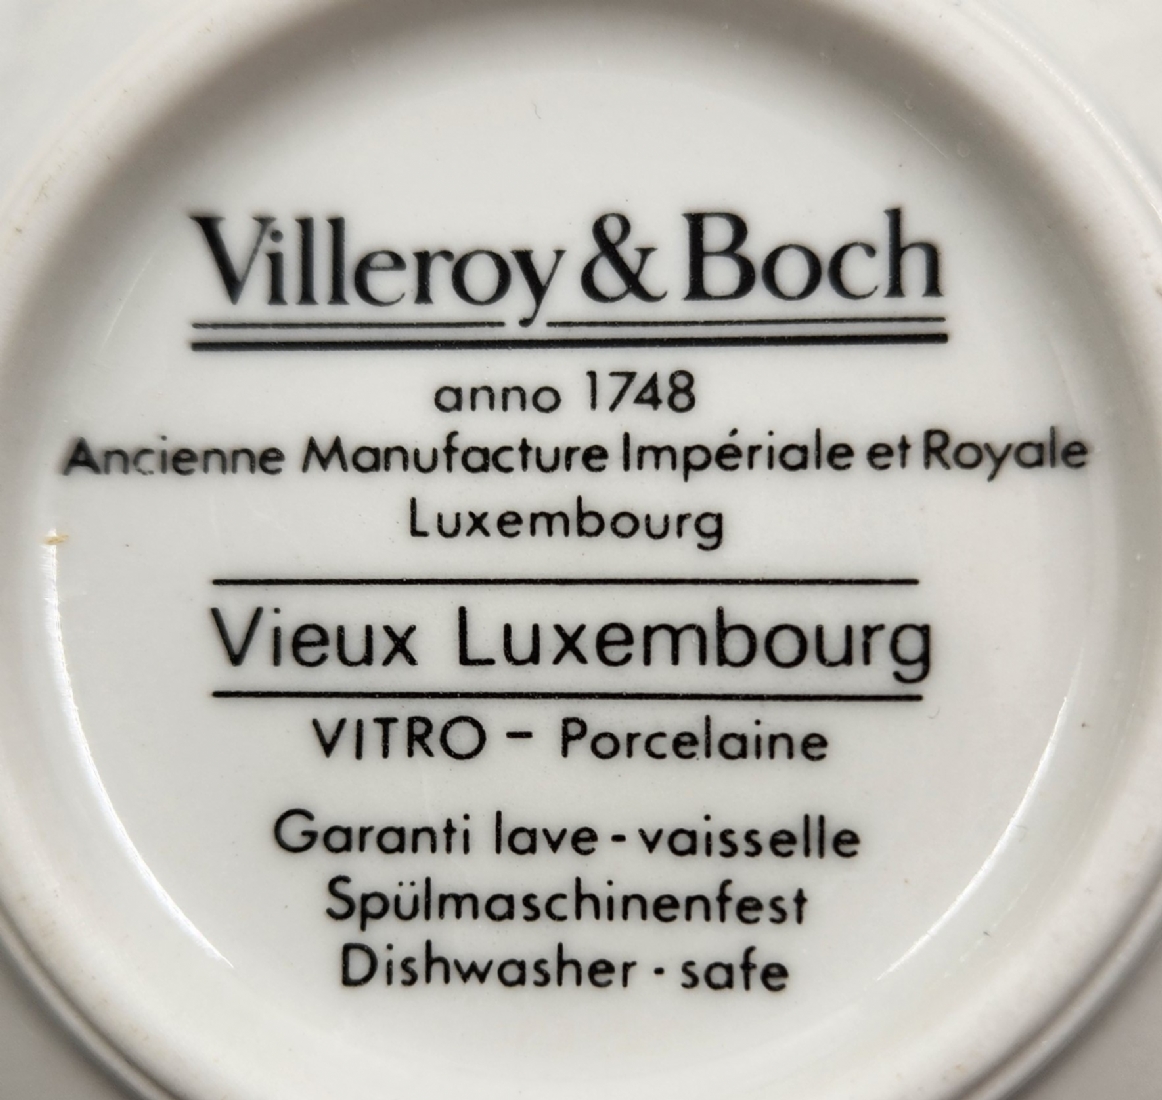 Villeroy & Boch
anno 1748
Ancienne Manufacture Impériale et Royale
Luxembourg
Vieux Luxembourg
VITRO - Porcelaine
Garanti lave-vaisselle
Spülmaschinenfest
Dishwasher · safe